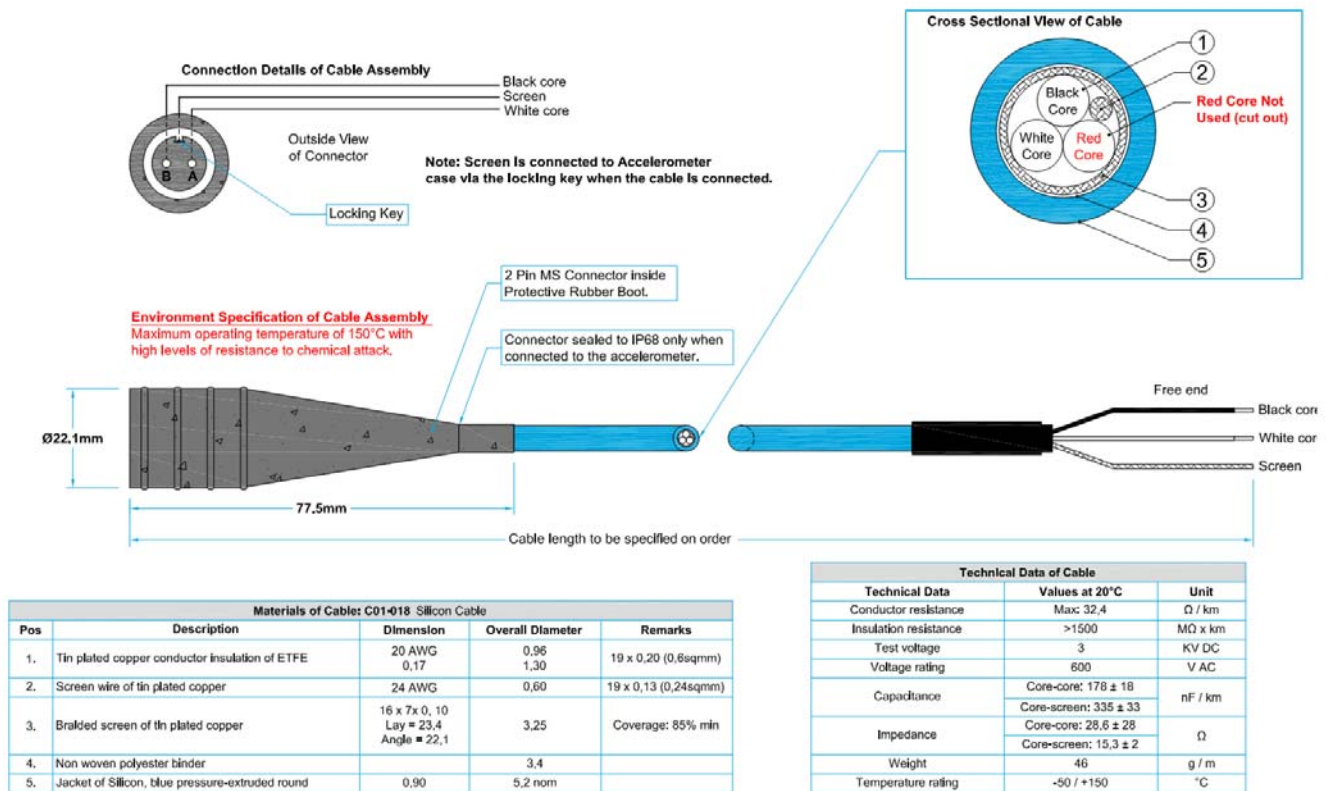 Connection Details of Cable Assembly
Black core
Screen
White core
Outside View
of Connector
B A
Note: Screen Is connected to Accelerometer
case via the locking key when the cable Is connected.
Locking Key
Cross Sectional View of Cable
Black
Core
White
Core
Red
Core
1
2
Red Core Not
Used (cut out)
3
4
5
2 Pin MS Connector inside
Protective Rubber Boot.
Environment Specification of Cable Assembly
Maximum operating temperature of 150°C with
high levels of resistance to chemical attack.
Connector sealed to IP68 only when
connected to the accelerometer.
Ø22.1mm
77.5mm
Cable length to be specified on order
Free end
Black core
White cor
Screen
Materials of Cable: C01-018 Silicon Cable
Pos Description Dimension Overall Diameter Remarks
1. Tin plated copper conductor insulation of ETFE 20 AWG 0,17 0,96 1,30 19 x 0,20 (0,6sqmm)
2. Screen wire of tin plated copper 24 AWG 0,60 19 x 0,13 (0,24sqmm)
3. Braided screen of tin plated copper 16 x 7x 0, 10 Lay = 23,4 Angle = 22,1 3,25 Coverage: 85% min
4. Non woven polyester binder 3,4
5. Jacket of Silicon, blue pressure-extruded round 0,90 5,2 nom
Technical Data of Cable
Technical Data Values at 20°C Unit
Conductor resistance Max: 32,4 Ω / km
Insulation resistance >1500 MΩ x km
Test voltage 3 KV DC
Voltage rating 600 V AC
Capacitance Core-core: 178 ± 18 nF / km
Core-screen: 335 ± 33
Impedance Core-core: 28,6 ± 28 Ω
Core-screen: 15,3 ± 2
Weight 46 g / m
Temperature rating -50 / +150 °C